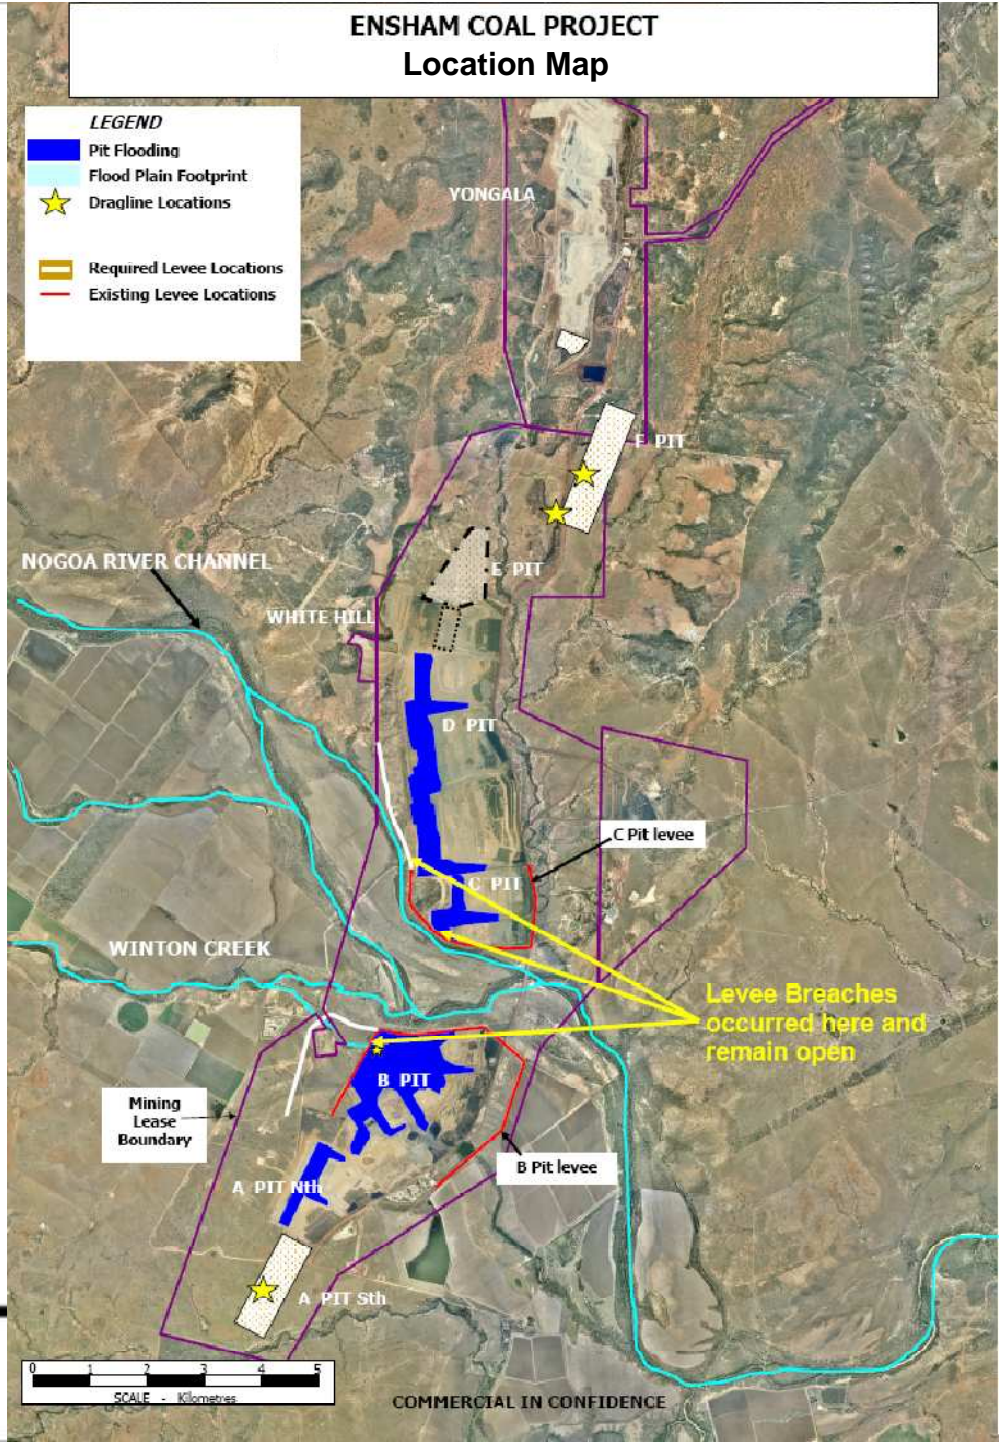 ENSHAM COAL PROJECT
Location Map
LEGEND
Pit Flooding
Flood Plain Footprint
Dragline Locations
Required Levee Locations
Existing Levee Locations
YONGALA
F PIT
NOGOA RIVER CHANNEL
E PIT
WHITE HILL
D PIT
C Pit levee
C PIT
WINTON CREEK
Levee Breaches
occurred here and
remain open
B PIT
Mining
Lease
Boundary
B Pit levee
A PIT Nth
A PIT Sth
0 1 2 3 4 5
SCALE - Kilometres
COMMERCIAL IN CONFIDENCE